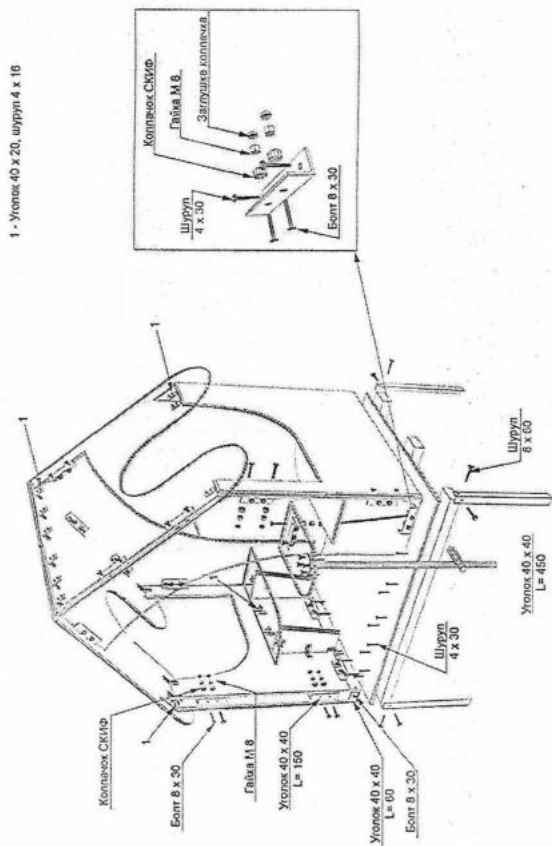 1 - Уголок 40 x 20, шуруп 4 x 16
Колпачок СКИФ
Гайка М 8
Заглушка колпачка
Шуруп
4 x 30
Болт 8 x 30
1
1
1
Колпачок СКИФ
Болт 8 x 30
Гайка М 8
Уголок 40 x 40
L= 150
Уголок 40 x 40
L= 60
Болт 8 x 30
Шуруп
4 x 30
Уголок 40 x 40
L= 450
Шуруп
8 x 60